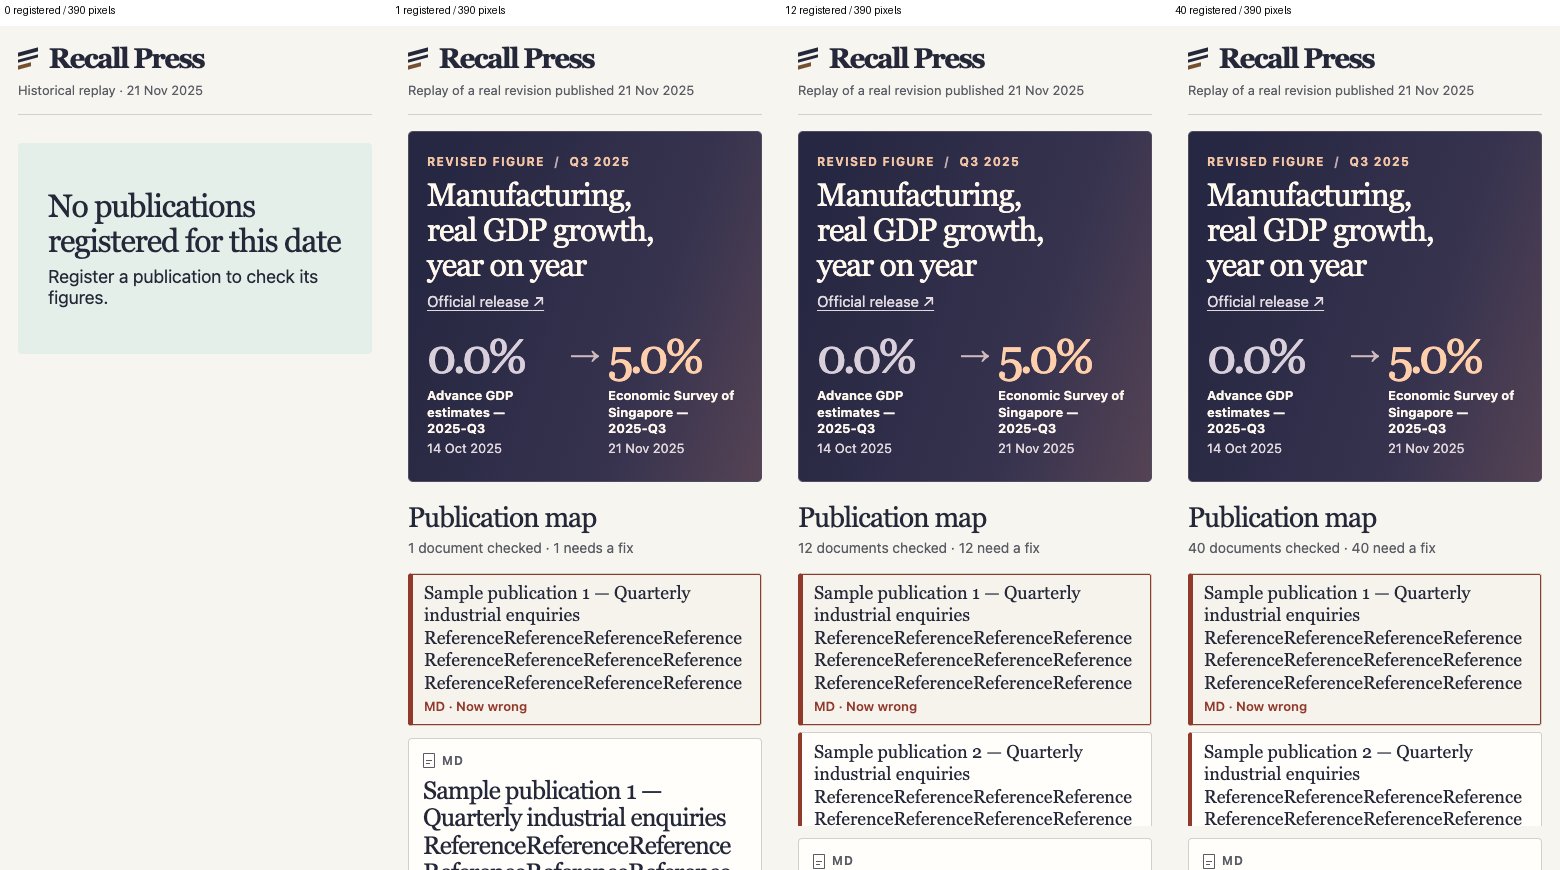 0 registered / 390 pixels
Recall Press
Historical replay · 21 Nov 2025
No publications
registered for this date
Register a publication to check its
figures.
1 registered / 390 pixels
Recall Press
Replay of a real revision published 21 Nov 2025
REVISED FIGURE / Q3 2025
Manufacturing,
real GDP growth,
year on year
Official release ↗
0.0% → 5.0%
Advance GDP
estimates —
2025-Q3
14 Oct 2025
Economic Survey of
Singapore —
2025-Q3
21 Nov 2025
Publication map
1 document checked · 1 needs a fix
Sample publication 1 — Quarterly
industrial enquiries
ReferenceReferenceReferenceReference
ReferenceReferenceReferenceReference
ReferenceReferenceReferenceReference
MD · Now wrong
MD
Sample publication 1 —
Quarterly industrial enquiries
ReferenceReferenceReference
ReferenceReferenceReference
12 registered / 390 pixels
Recall Press
Replay of a real revision published 21 Nov 2025
REVISED FIGURE / Q3 2025
Manufacturing,
real GDP growth,
year on year
Official release ↗
0.0% → 5.0%
Advance GDP
estimates —
2025-Q3
14 Oct 2025
Economic Survey of
Singapore —
2025-Q3
21 Nov 2025
Publication map
12 documents checked · 12 need a fix
Sample publication 1 — Quarterly
industrial enquiries
ReferenceReferenceReferenceReference
ReferenceReferenceReferenceReference
ReferenceReferenceReferenceReference
MD · Now wrong
Sample publication 2 — Quarterly
industrial enquiries
ReferenceReferenceReferenceReference
ReferenceReferenceReferenceReference
MD
40 registered / 390 pixels
Recall Press
Replay of a real revision published 21 Nov 2025
REVISED FIGURE / Q3 2025
Manufacturing,
real GDP growth,
year on year
Official release ↗
0.0% → 5.0%
Advance GDP
estimates —
2025-Q3
14 Oct 2025
Economic Survey of
Singapore —
2025-Q3
21 Nov 2025
Publication map
40 documents checked · 40 need a fix
Sample publication 1 — Quarterly
industrial enquiries
ReferenceReferenceReferenceReference
ReferenceReferenceReferenceReference
ReferenceReferenceReferenceReference
MD · Now wrong
Sample publication 2 — Quarterly
industrial enquiries
ReferenceReferenceReferenceReference
ReferenceReferenceReferenceReference
MD